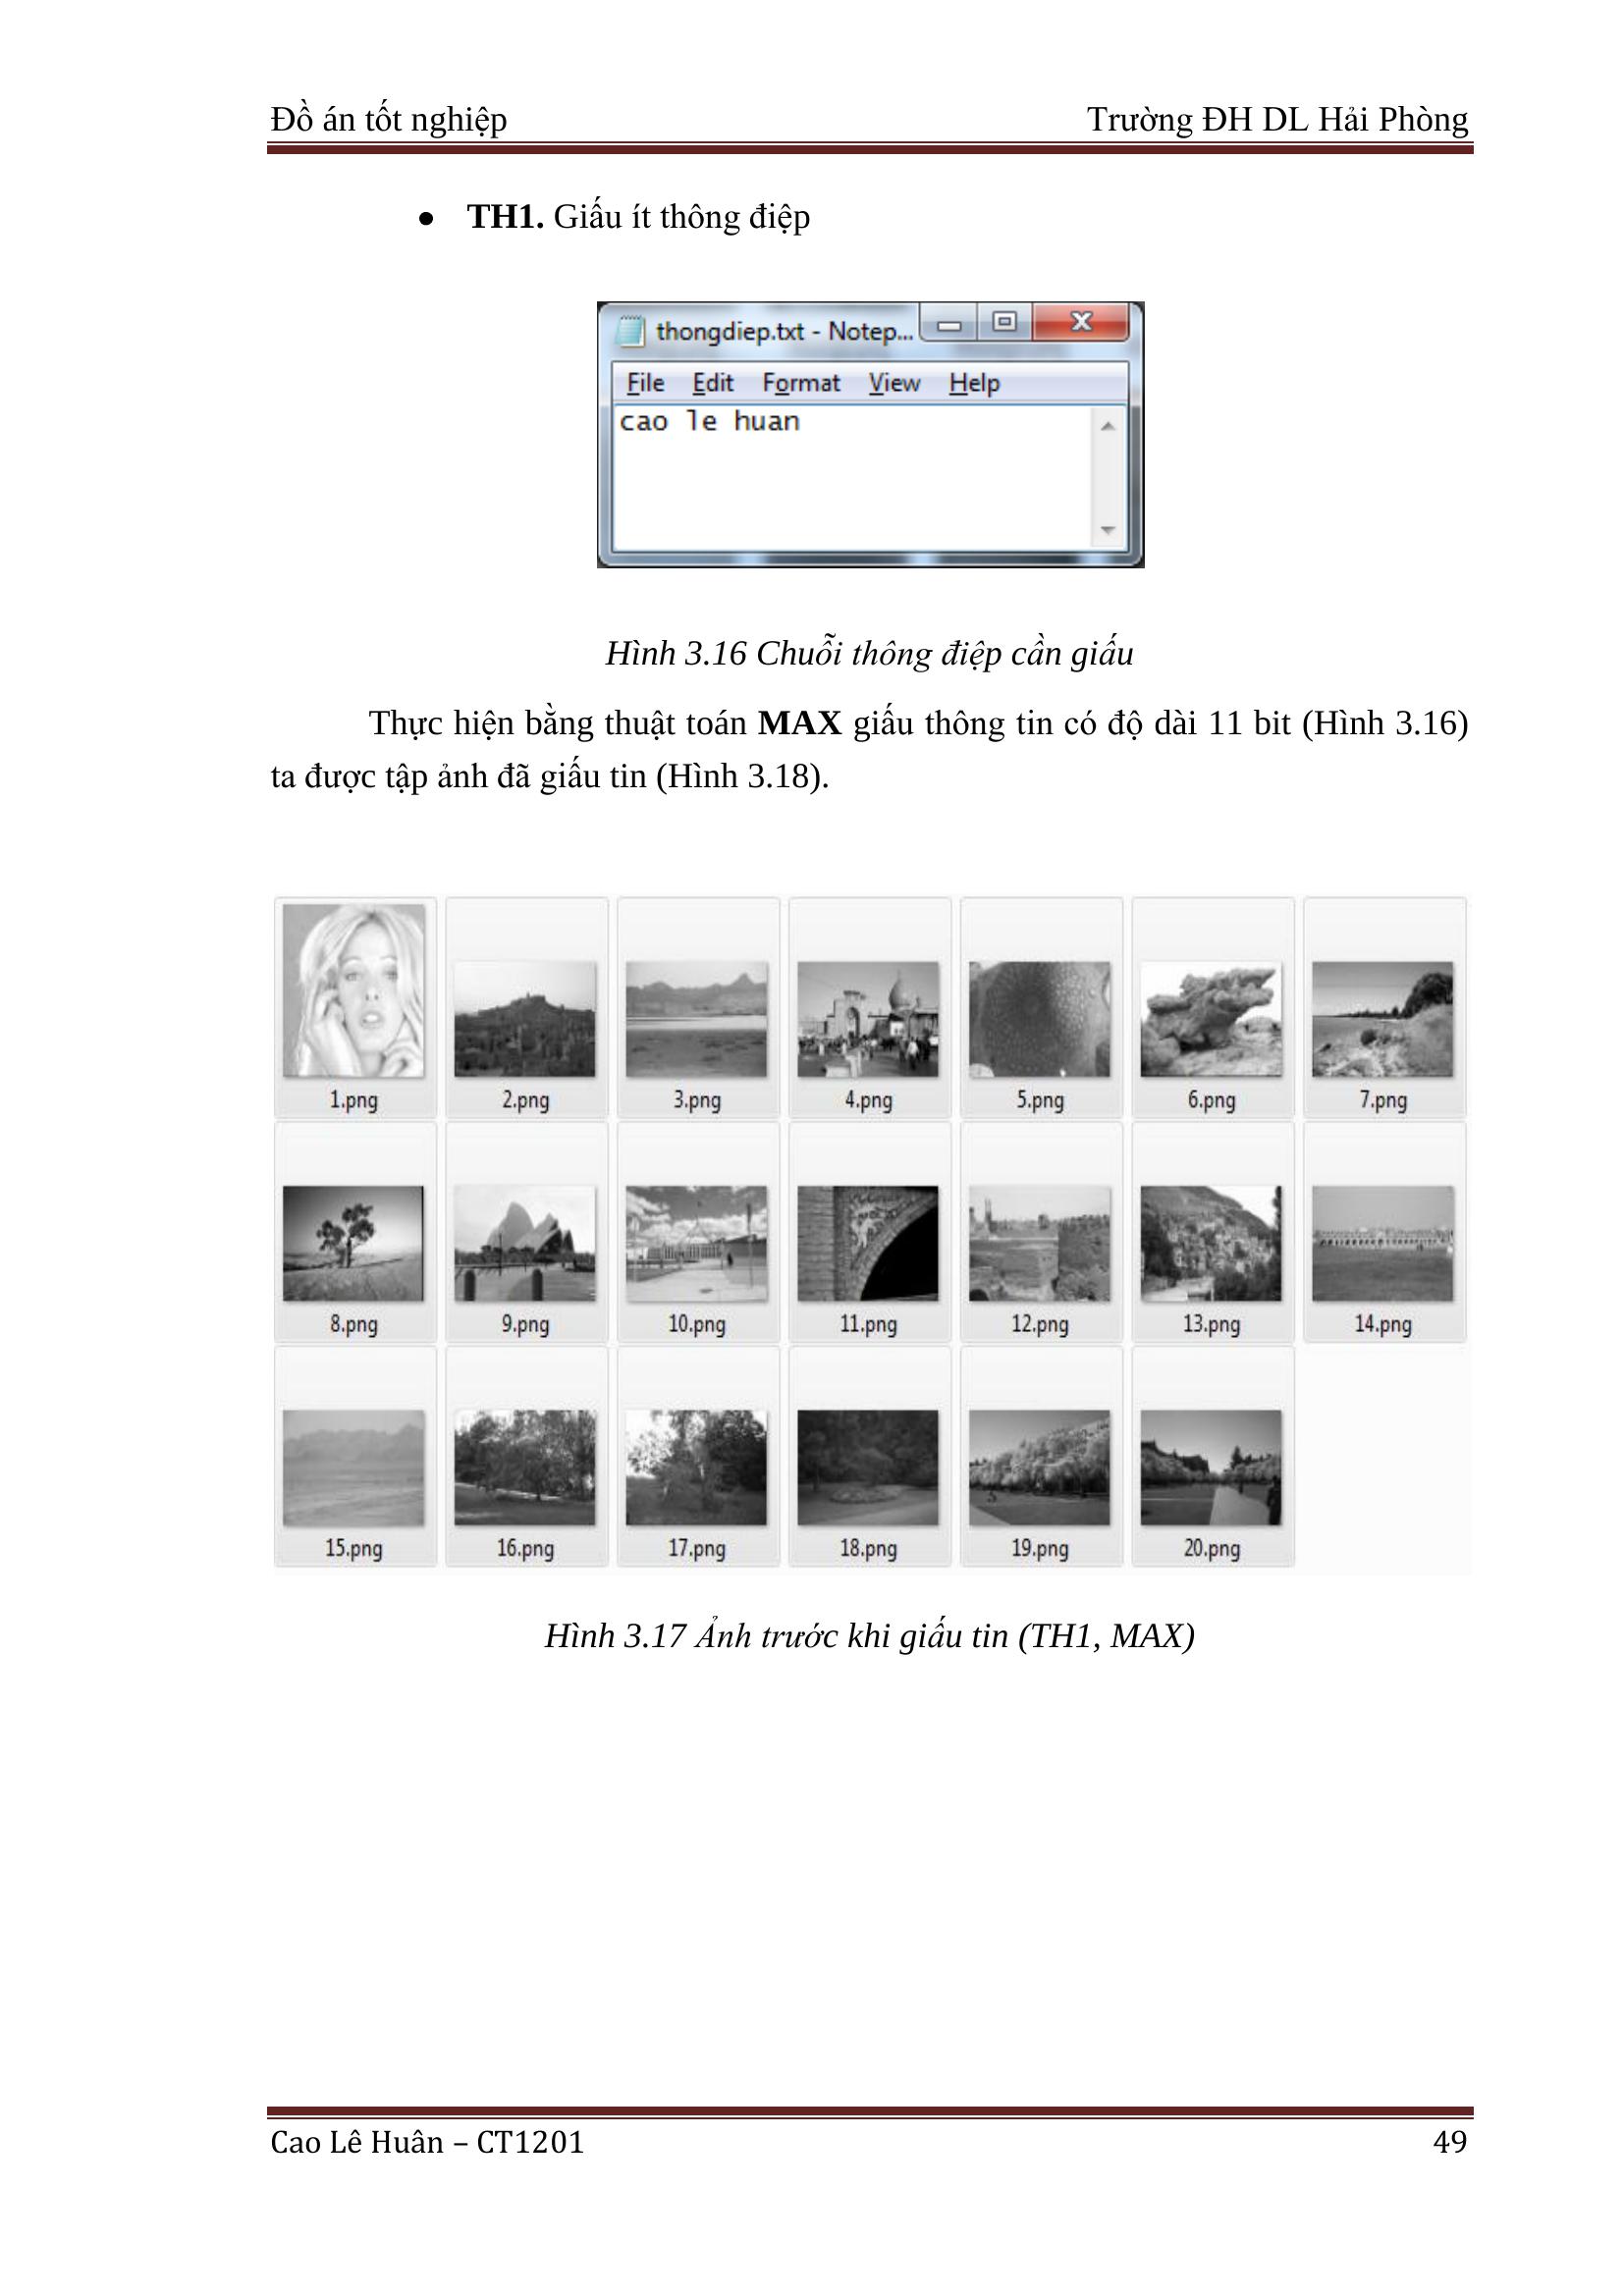 Đồ án tốt nghiệp Trường ĐH DL Hải Phòng
● TH1. Giấu ít thông điệp
thongdiep.txt - Notep...
File Edit Format View Help
cao le huan
Hình 3.16 Chuỗi thông điệp cần giấu
Thực hiện bằng thuật toán MAX giấu thông tin có độ dài 11 bit (Hình 3.16)
ta được tập ảnh đã giấu tin (Hình 3.18).
1.png 2.png 3.png 4.png 5.png 6.png 7.png
8.png 9.png 10.png 11.png 12.png 13.png 14.png
15.png 16.png 17.png 18.png 19.png 20.png
Hình 3.17 Ảnh trước khi giấu tin (TH1, MAX)
Cao Lê Huân – CT1201 49